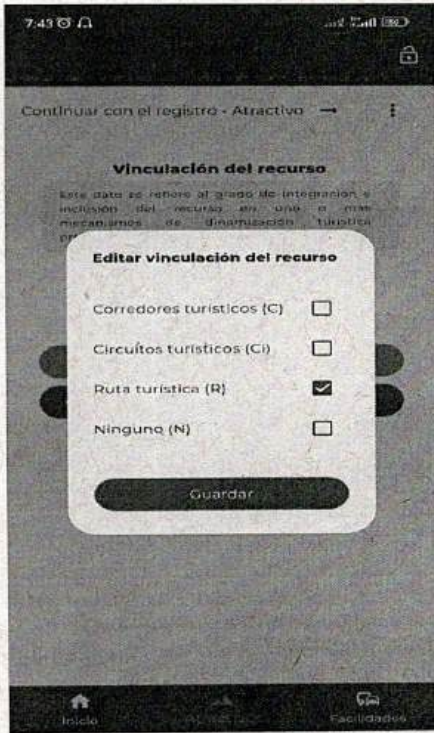 7:43
Continuar con el registro - Atractivo →
Vinculación del recurso
Este dato se refiere al grado de integración e
inclusión del recurso en uno o más
mecanismos de dinamización turística
Editar vinculación del recurso
Corredores turísticos (C)
Circuitos turísticos (Ci)
Ruta turística (R)
Ninguno (N)
Guardar
Inicio
Facilidades